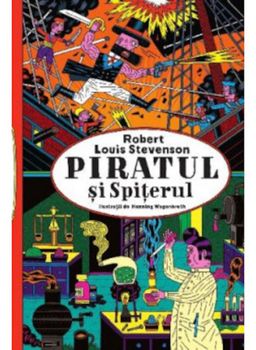 Robert
Louis Stevenson
PIRATUL
și Spițerul
Ilustrații de Henning Wagenbreth